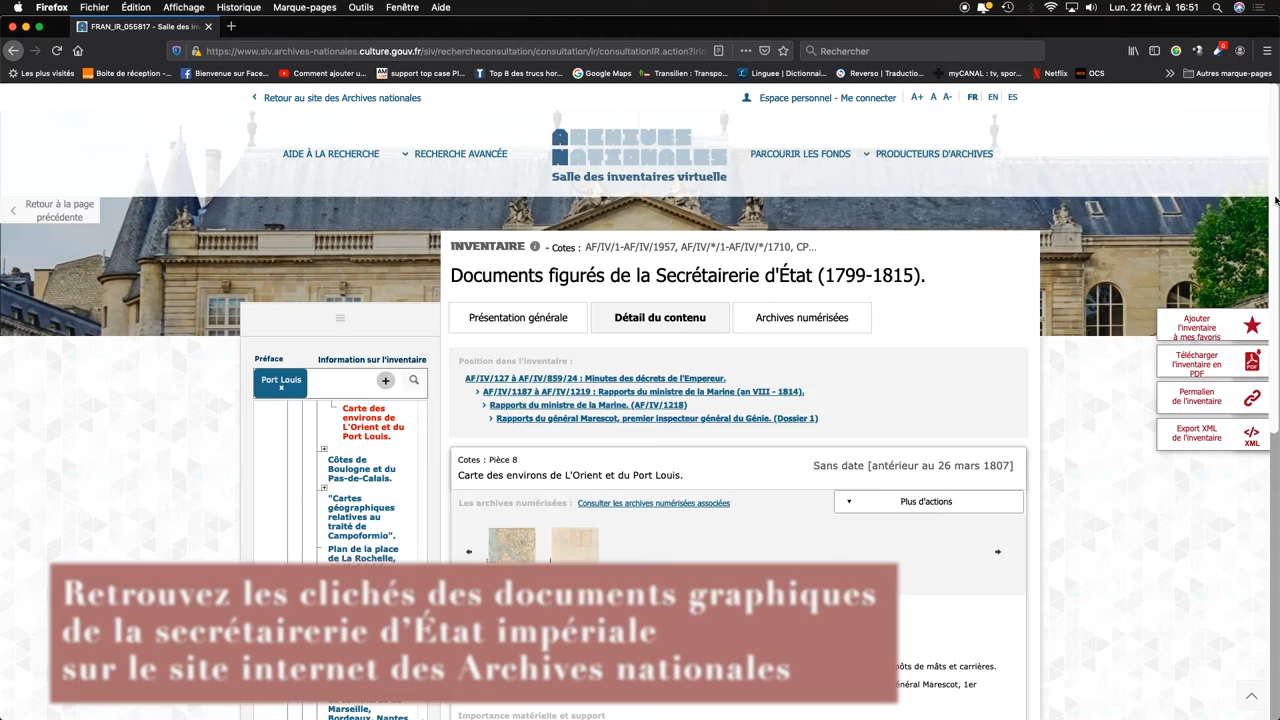 Firefox Fichier Édition Affichage Historique Marque-pages Outils Fenêtre Aide
Lun. 22 févr. à 16:51
FRAN_IR_055817 - Salle des inven
https://www.siv.archives-nationales.culture.gouv.fr/siv/rechercheconsultation/consultation/ir/consultationIR.action?irId
Rechercher
Les plus visités
Boite de réception -...
Bienvenue sur Face...
Comment ajouter u...
support top case Pl...
Top 8 des trucs hor...
Google Maps
Transilien : Transpo...
Linguee | Dictionnai...
Reverso | Traductio...
myCANAL : tv, spor...
Netflix
OCS
Autres marque-pages
Retour au site des Archives nationales
Espace personnel - Me connecter
A+ A A- FR EN ES
AIDE À LA RECHERCHE
RECHERCHE AVANCÉE
ARCHIVES
NATIONALES
Salle des inventaires virtuelle
PARCOURIR LES FONDS
PRODUCTEURS D'ARCHIVES
Retour à la page
précédente
INVENTAIRE - Cotes : AF/IV/1-AF/IV/1957, AF/IV/*/1-AF/IV/*/1710, CP...
Documents figurés de la Secrétairerie d'État (1799-1815).
Présentation générale
Détail du contenu
Archives numérisées
Ajouter
l'inventaire
à mes favoris
Télécharger
l'inventaire en
PDF
PDF
Permalien
de l'inventaire
Export XML
de l'inventaire
XML
Préface
Information sur l'inventaire
Port Louis
x
Carte des
environs de
L'Orient et du
Port Louis.
Côtes de
Boulogne et du
Pas-de-Calais.
"Cartes
géographiques
relatives au
traité de
Campoformio".
Plan de la place
de La Rochelle,
Marseille,
Bordeaux, Nantes
Position dans l'inventaire :
AF/IV/127 à AF/IV/859/24 : Minutes des décrets de l'Empereur.
AF/IV/1187 à AF/IV/1219 : Rapports du ministre de la Marine (an VIII - 1814).
Rapports du ministre de la Marine. (AF/IV/1218)
Rapports du général Marescot, premier inspecteur général du Génie. (Dossier 1)
Cotes : Pièce 8
Carte des environs de L'Orient et du Port Louis.
Sans date [antérieur au 26 mars 1807]
Les archives numérisées : Consulter les archives numérisées associées
Plus d'actions
Retrouvez les clichés des documents graphiques
de la secrétairerie d'État impériale
sur le site internet des Archives nationales
de mâts et carrières.
Marescot, 1er
Importance matérielle et support